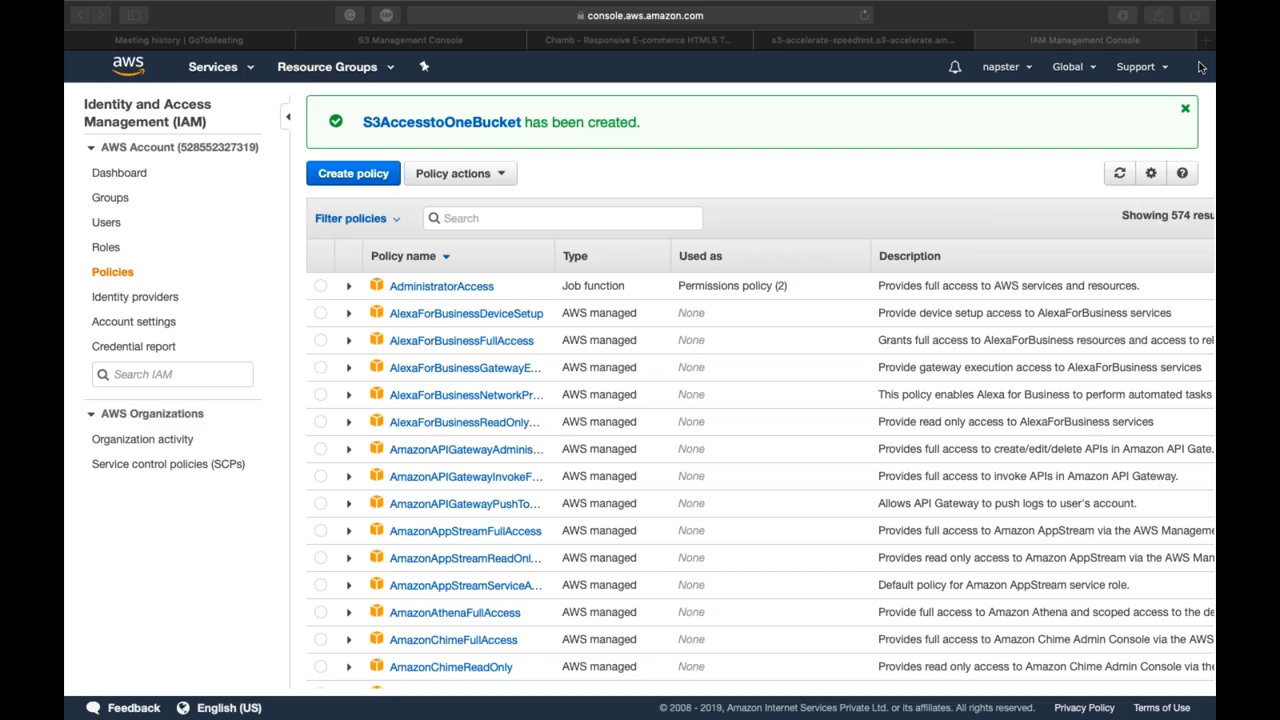 console.aws.amazon.com
Meeting history | GoToMeeting
S3 Management Console
Chamb - Responsive E-commerce HTML5 T...
s3-accelerate-speedtest.s3-accelerate.am...
IAM Management Console
aws
Services
Resource Groups
napster
Global
Support
Identity and Access
Management (IAM)
AWS Account (528552327319)
Dashboard
Groups
Users
Roles
Policies
Identity providers
Account settings
Credential report
Search IAM
AWS Organizations
Organization activity
Service control policies (SCPs)
S3AccesstoOneBucket has been created.
Create policy
Policy actions
Filter policies
Search
Showing 574 resu
Policy name Type Used as Description
AdministratorAccess Job function Permissions policy (2) Provides full access to AWS services and resources.
AlexaForBusinessDeviceSetup AWS managed None Provide device setup access to AlexaForBusiness services
AlexaForBusinessFullAccess AWS managed None Grants full access to AlexaForBusiness resources and access to rel
AlexaForBusinessGatewayE... AWS managed None Provide gateway execution access to AlexaForBusiness services
AlexaForBusinessNetworkPr... AWS managed None This policy enables Alexa for Business to perform automated tasks
AlexaForBusinessReadOnly... AWS managed None Provide read only access to AlexaForBusiness services
AmazonAPIGatewayAdminis... AWS managed None Provides full access to create/edit/delete APIs in Amazon API Gate.
AmazonAPIGatewayInvokeF... AWS managed None Provides full access to invoke APIs in Amazon API Gateway.
AmazonAPIGatewayPushTo... AWS managed None Allows API Gateway to push logs to user's account.
AmazonAppStreamFullAccess AWS managed None Provides full access to Amazon AppStream via the AWS Manageme
AmazonAppStreamReadOnl... AWS managed None Provides read only access to Amazon AppStream via the AWS Man
AmazonAppStreamServiceA... AWS managed None Default policy for Amazon AppStream service role.
AmazonAthenaFullAccess AWS managed None Provide full access to Amazon Athena and scoped access to the de
AmazonChimeFullAccess AWS managed None Provides full access to Amazon Chime Admin Console via the AWS
AmazonChimeReadOnly AWS managed None Provides read only access to Amazon Chime Admin Console via the
Feedback
English (US)
© 2008 - 2019, Amazon Internet Services Private Ltd. or its affiliates. All rights reserved.
Privacy Policy
Terms of Use